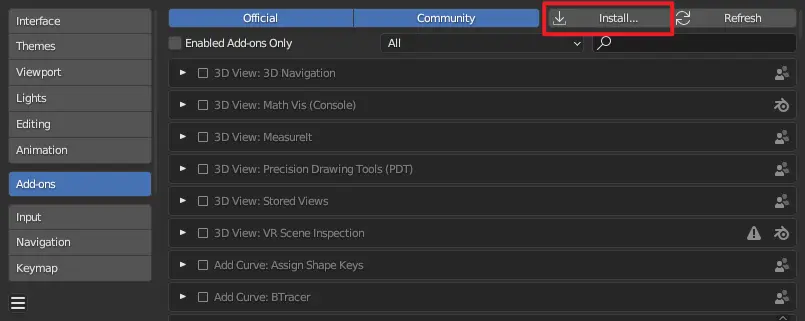 Interface
Themes
Viewport
Lights
Editing
Animation
Add-ons
Input
Navigation
Keymap
Official Community Install... Refresh
Enabled Add-ons Only All
3D View: 3D Navigation
3D View: Math Vis (Console)
3D View: MeasureIt
3D View: Precision Drawing Tools (PDT)
3D View: Stored Views
3D View: VR Scene Inspection
Add Curve: Assign Shape Keys
Add Curve: BTracer